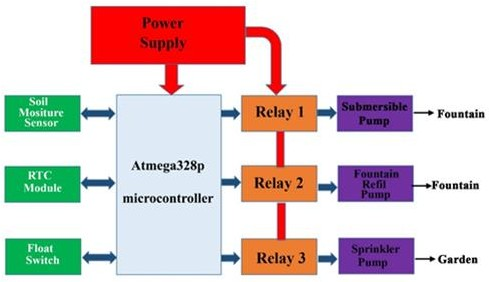 Power
Supply
Soil
Mositure
Sensor
Relay 1
Submersible
Pump
Fountain
Atmega328p
microcontroller
RTC
Module
Relay 2
Fountain
Refil
Pump
Fountain
Float
Switch
Relay 3
Sprinkler
Pump
Garden